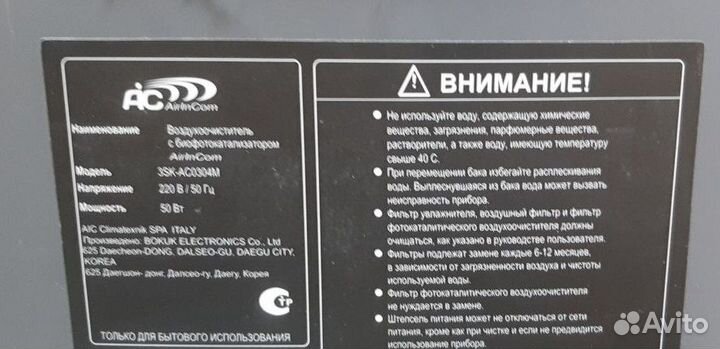 AIC
AirInCom
Наименование Воздухоочиститель
с биофотокатализатором
AirInCom
Модель 3SK-AC0304M
Напряжение 220 В / 50 Гц
Мощность 50 Вт
AIC Climatexnik SPA ITALY
Произведено: BOKUK ELECTRONICS Co., Ltd
625 Daecheon-DONG, DALSEO-GU, DAEGU CITY,
KOREA
625 Даегшон- донг, Далсео-гу, Даегу, Корея
ТОЛЬКО ДЛЯ БЫТОВОГО ИСПОЛЬЗОВАНИЯ
ВНИМАНИЕ!
● Не используйте воду, содержащую химические
вещества, загрязнения, парфюмерные вещества,
растворители, а также воду, имеющую температуру
свыше 40 С.
● При перемещении бака избегайте расплескивания
воды. Выплеснувшаяся из бака вода может вызвать
неисправность прибора.
● Фильтр увлажнителя, воздушный фильтр и фильтр
фотокаталитического воздухоочистителя должны
очищаться, как указано в руководстве пользователя.
● Фильтры подлежат замене каждые 6-12 месяцев,
в зависимости от загрязненности воздуха и чистоты
используемой воды.
● Фильтр фотокаталитического воздухоочистителя
не нуждается в замене.
● Штепсель питания может не отключаться от сети
питания, кроме как при чистке и если не предвидится
использование прибора.
Avito